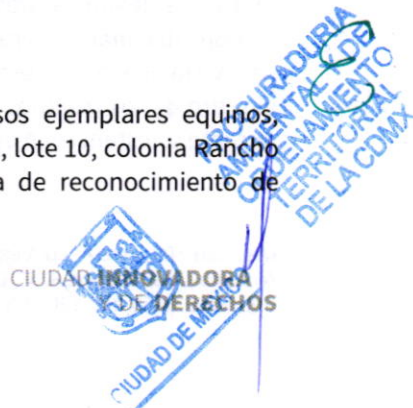 sos ejemplares equinos,
, lote 10, colonia Rancho
a de reconocimiento de
PROCURADURIA
AMBIENTAL Y DE
ORDENAMIENTO
TERRITORIAL
DE LA CDMX
CIUDAD INNOVADORA
Y DE DERECHOS
CIUDAD DE MEXICO